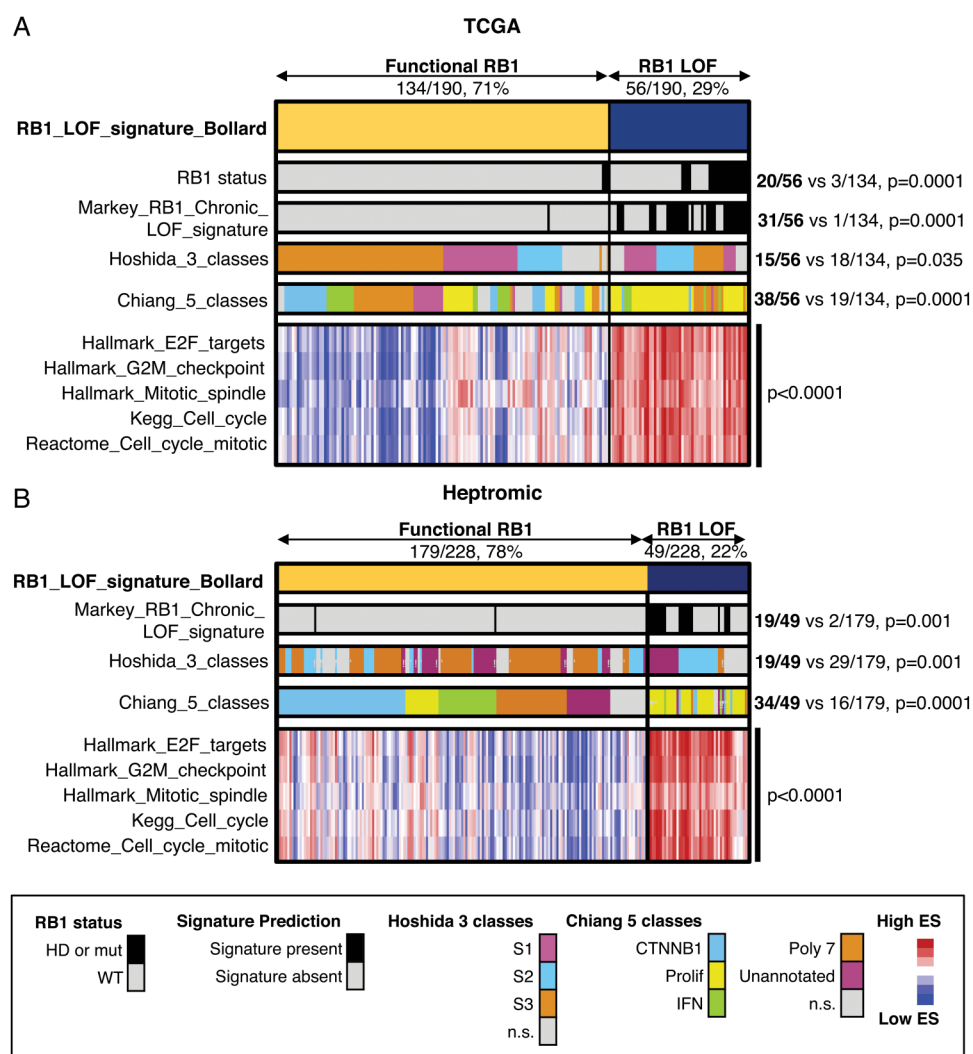 A
TCGA
Functional RB1
RB1 LOF
134/190, 71%
56/190, 29%
RB1_LOF_signature_Bollard
RB1 status
20/56 vs 3/134, p=0.0001
Markey_RB1_Chronic_
LOF_signature
31/56 vs 1/134, p=0.0001
Hoshida_3_classes
15/56 vs 18/134, p=0.035
Chiang_5_classes
38/56 vs 19/134, p=0.0001
Hallmark_E2F_targets
Hallmark_G2M_checkpoint
Hallmark_Mitotic_spindle
Kegg_Cell_cycle
Reactome_Cell_cycle_mitotic
p<0.0001
B
Heptromic
Functional RB1
RB1 LOF
179/228, 78%
49/228, 22%
RB1_LOF_signature_Bollard
Markey_RB1_Chronic_
LOF_signature
19/49 vs 2/179, p=0.001
Hoshida_3_classes
19/49 vs 29/179, p=0.001
Chiang_5_classes
34/49 vs 16/179, p=0.0001
Hallmark_E2F_targets
Hallmark_G2M_checkpoint
Hallmark_Mitotic_spindle
Kegg_Cell_cycle
Reactome_Cell_cycle_mitotic
p<0.0001
RB1 status
HD or mut
WT
Signature Prediction
Signature present
Signature absent
Hoshida 3 classes
S1
S2
S3
n.s.
Chiang 5 classes
CTNNB1
Prolif
IFN
Poly 7
Unannotated
n.s.
High ES
Low ES